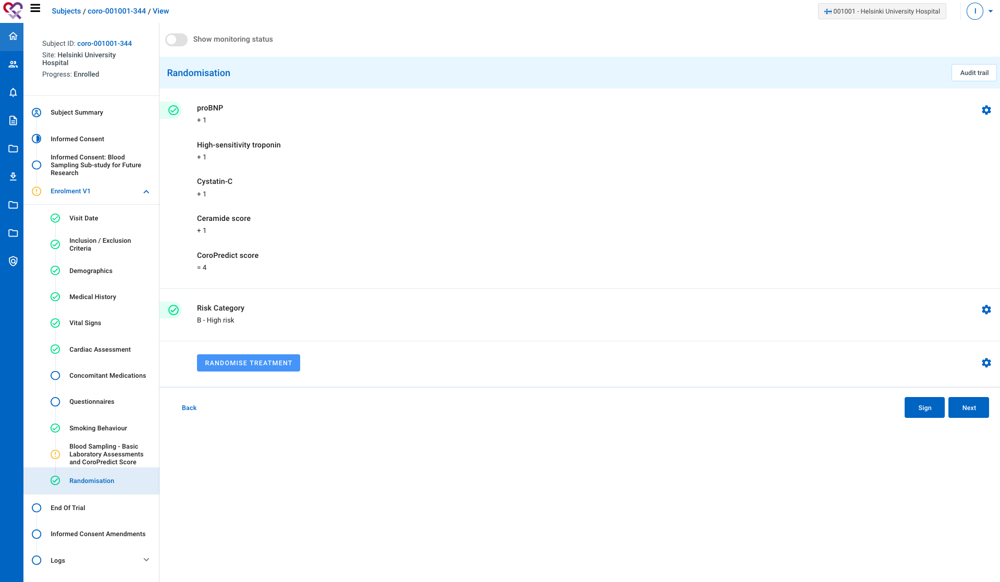 Subjects / coro-001001-344 / View
001001 - Helsinki University Hospital
I
Subject ID: coro-001001-344
Site: Helsinki University
Hospital
Progress: Enrolled
Subject Summary
Informed Consent
Informed Consent: Blood
Sampling Sub-study for Future
Research
Enrolment V1
Visit Date
Inclusion / Exclusion
Criteria
Demographics
Medical History
Vital Signs
Cardiac Assessment
Concomitant Medications
Questionnaires
Smoking Behaviour
Blood Sampling - Basic
Laboratory Assessments
and CoroPredict Score
Randomisation
End Of Trial
Informed Consent Amendments
Logs
Show monitoring status
Randomisation
Audit trail
proBNP
+ 1
High-sensitivity troponin
+ 1
Cystatin-C
+ 1
Ceramide score
+ 1
CoroPredict score
= 4
Risk Category
B - High risk
RANDOMISE TREATMENT
Back
Sign
Next